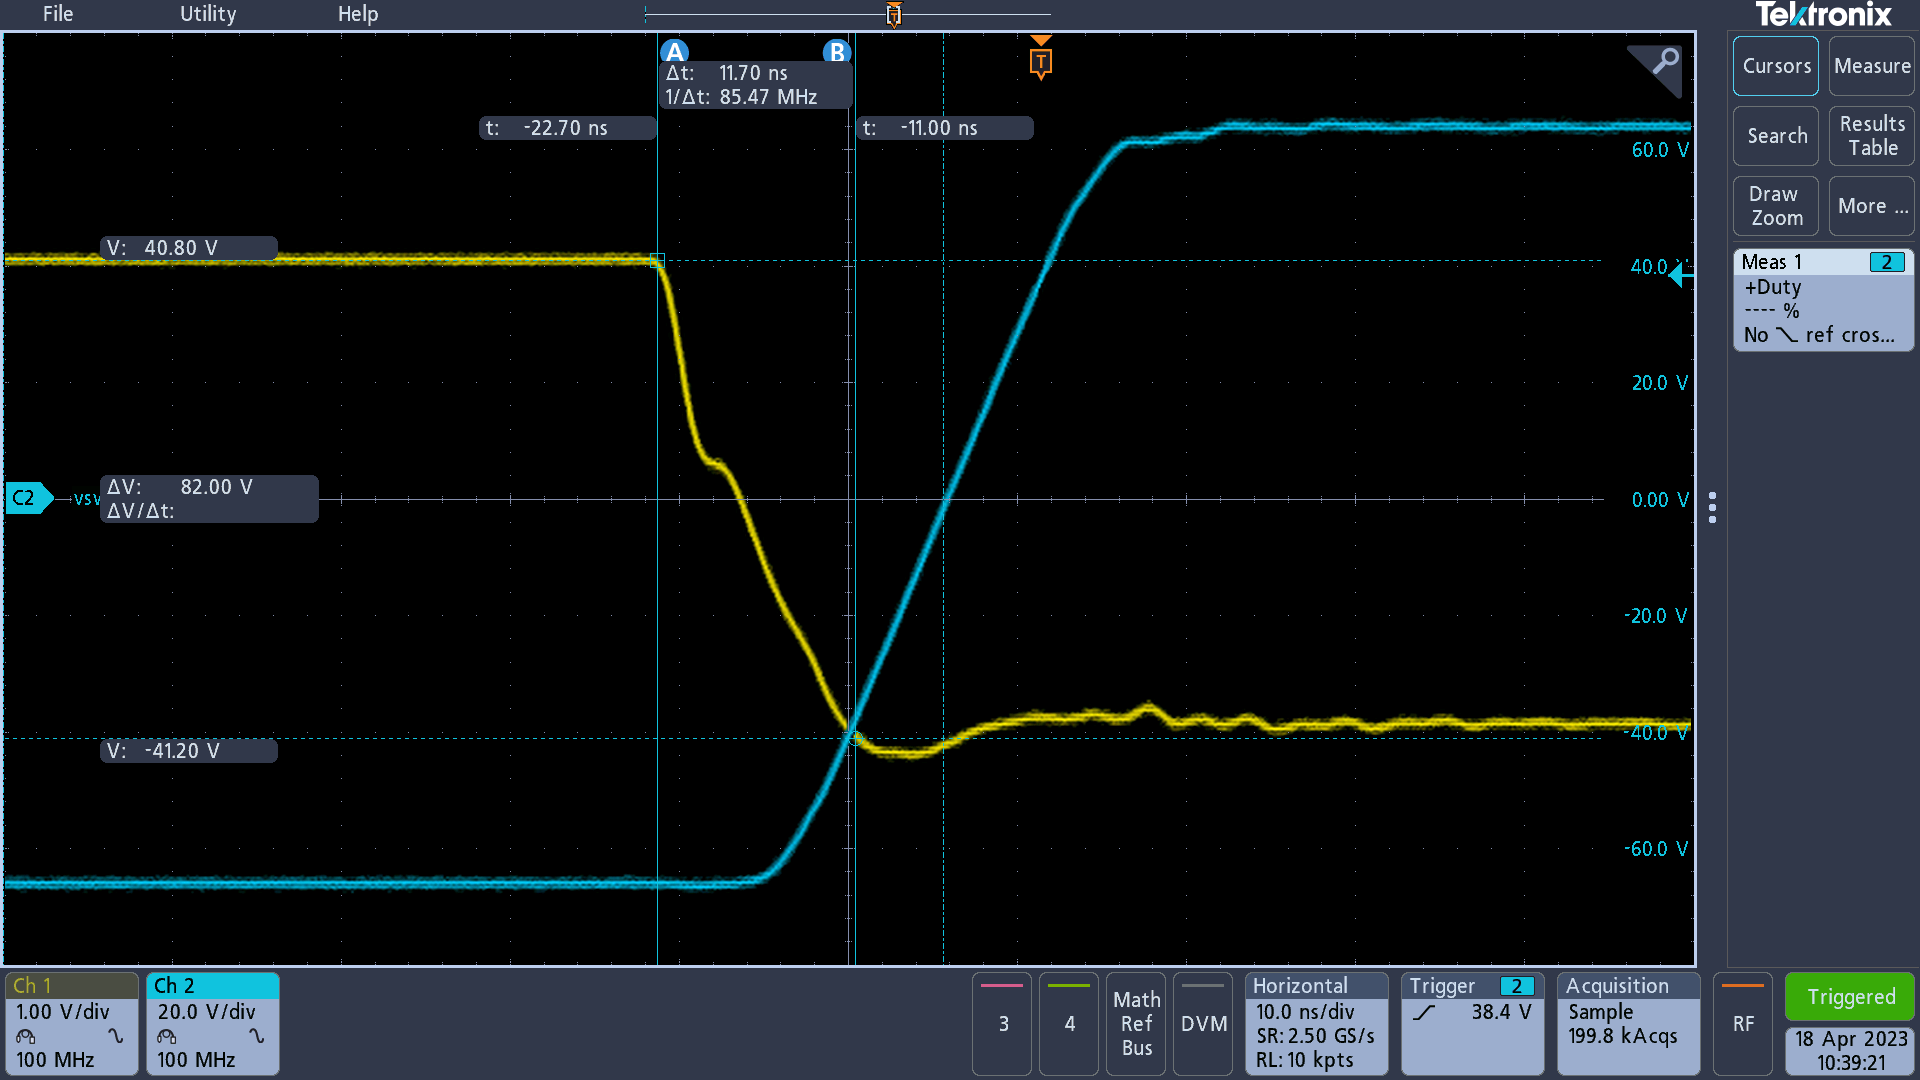 File Utility Help
Tektronix
A B
T
T
Δt: 11.70 ns
1/Δt: 85.47 MHz
t: -22.70 ns
t: -11.00 ns
Cursors Measure
Search Results Table
Draw Zoom More ...
60.0 V
V: 40.80 V
40.0
20.0 V
Meas 1 2
+Duty
---- %
No ref cros...
C2
ΔV: 82.00 V
ΔV/Δt:
0.00 V
-20.0 V
V: -41.20 V
-40.0 V
-60.0 V
Ch 1
1.00 V/div
100 MHz
Ch 2
20.0 V/div
100 MHz
3
4
Math
Ref
Bus
DVM
Horizontal
10.0 ns/div
SR: 2.50 GS/s
RL: 10 kpts
Trigger 2
38.4 V
Acquisition
Sample
199.8 kAcqs
RF
Triggered
18 Apr 2023
10:39:21